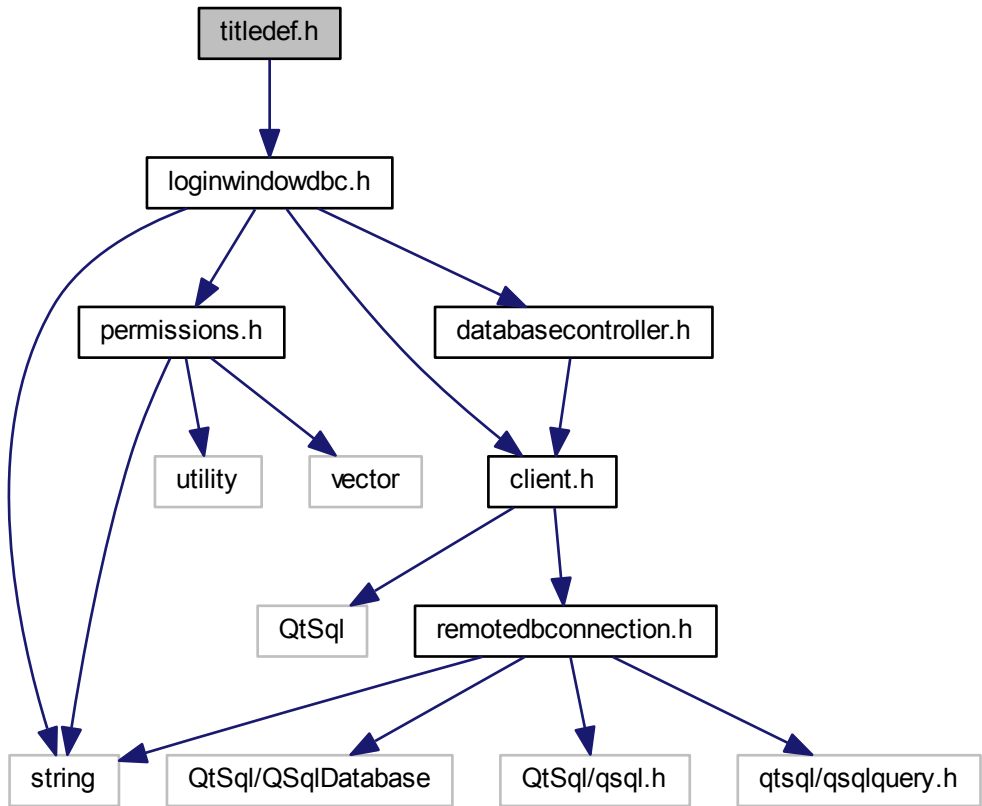 titledef.h
loginwindowdbc.h
permissions.h
databasecontroller.h
utility
vector
client.h
QtSql
remotedbconnection.h
string
QtSql/QSqlDatabase
QtSql/qsql.h
qtsql/qsqlquery.h